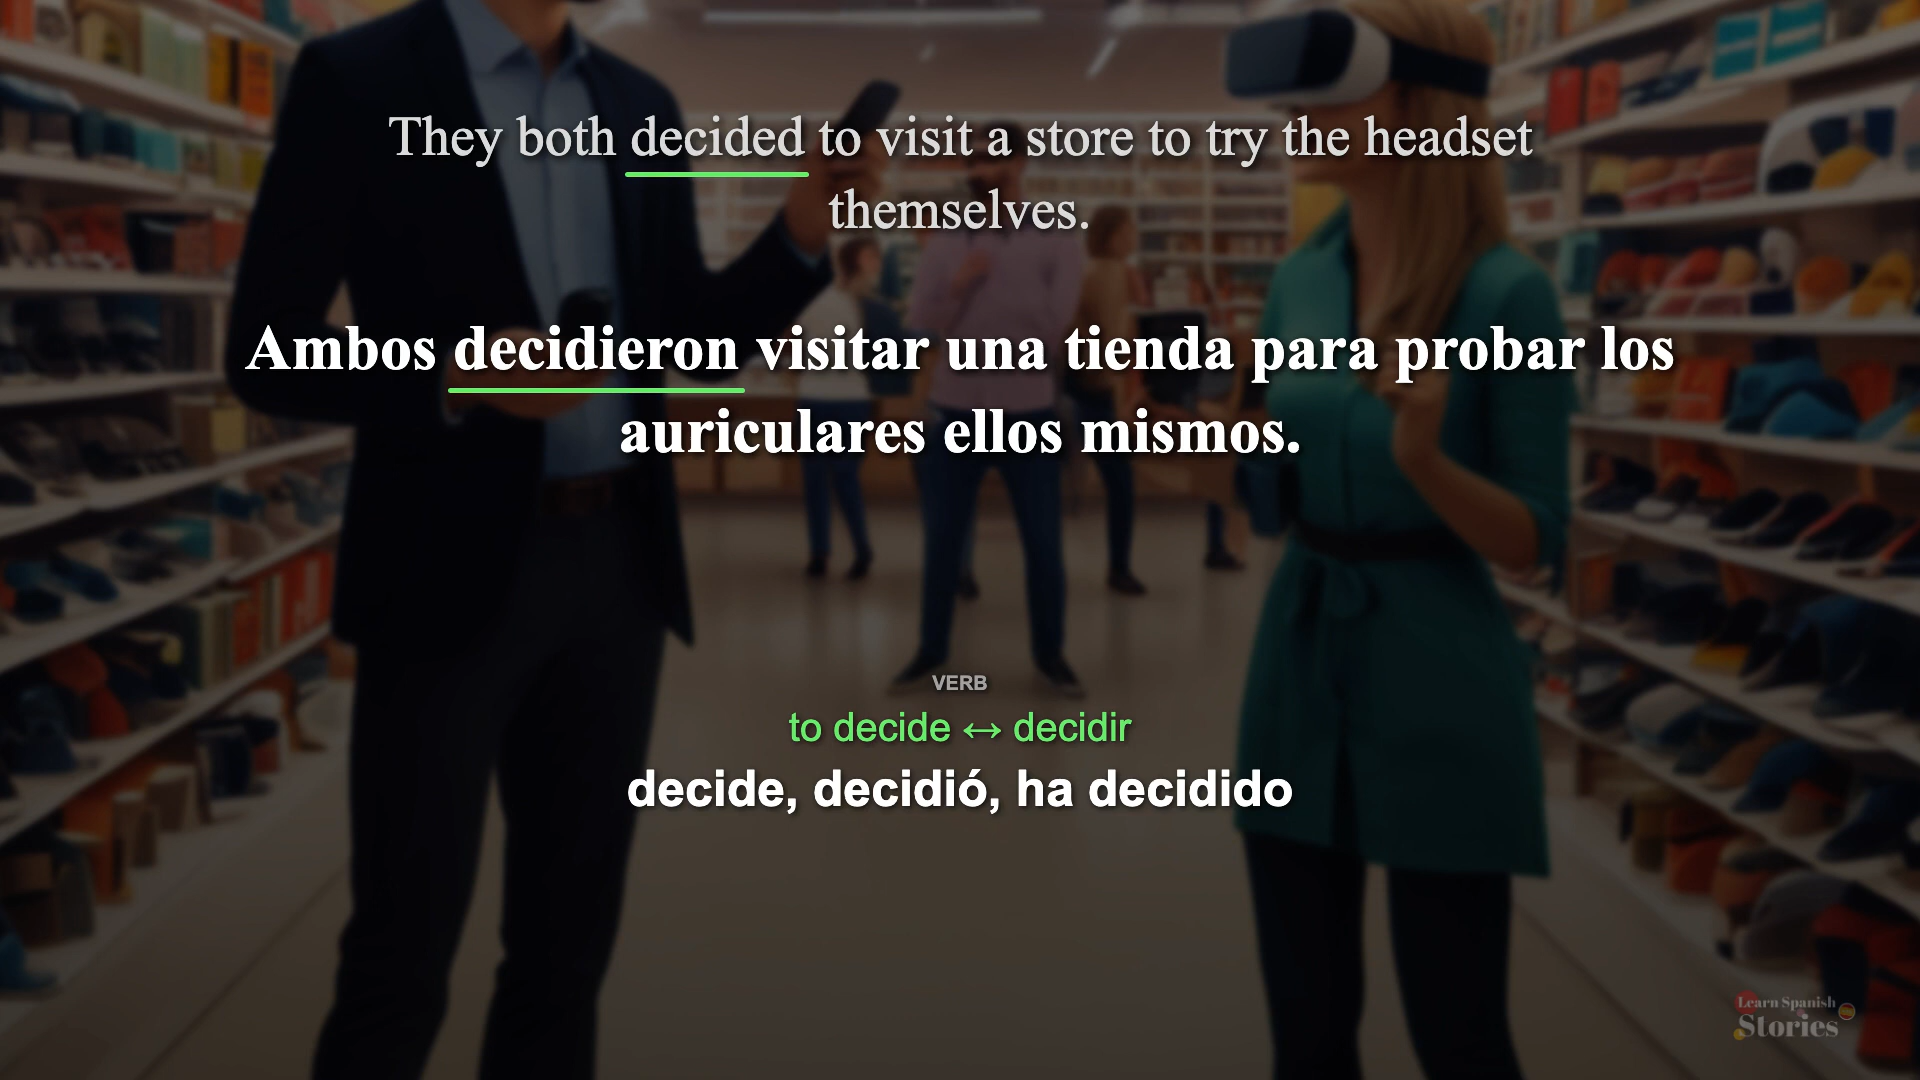 They both decided to visit a store to try the headset
themselves.
Ambos decidieron visitar una tienda para probar los
auriculares ellos mismos.
VERB
to decide ↔ decidir
decide, decidió, ha decidido
Learn Spanish
Stories